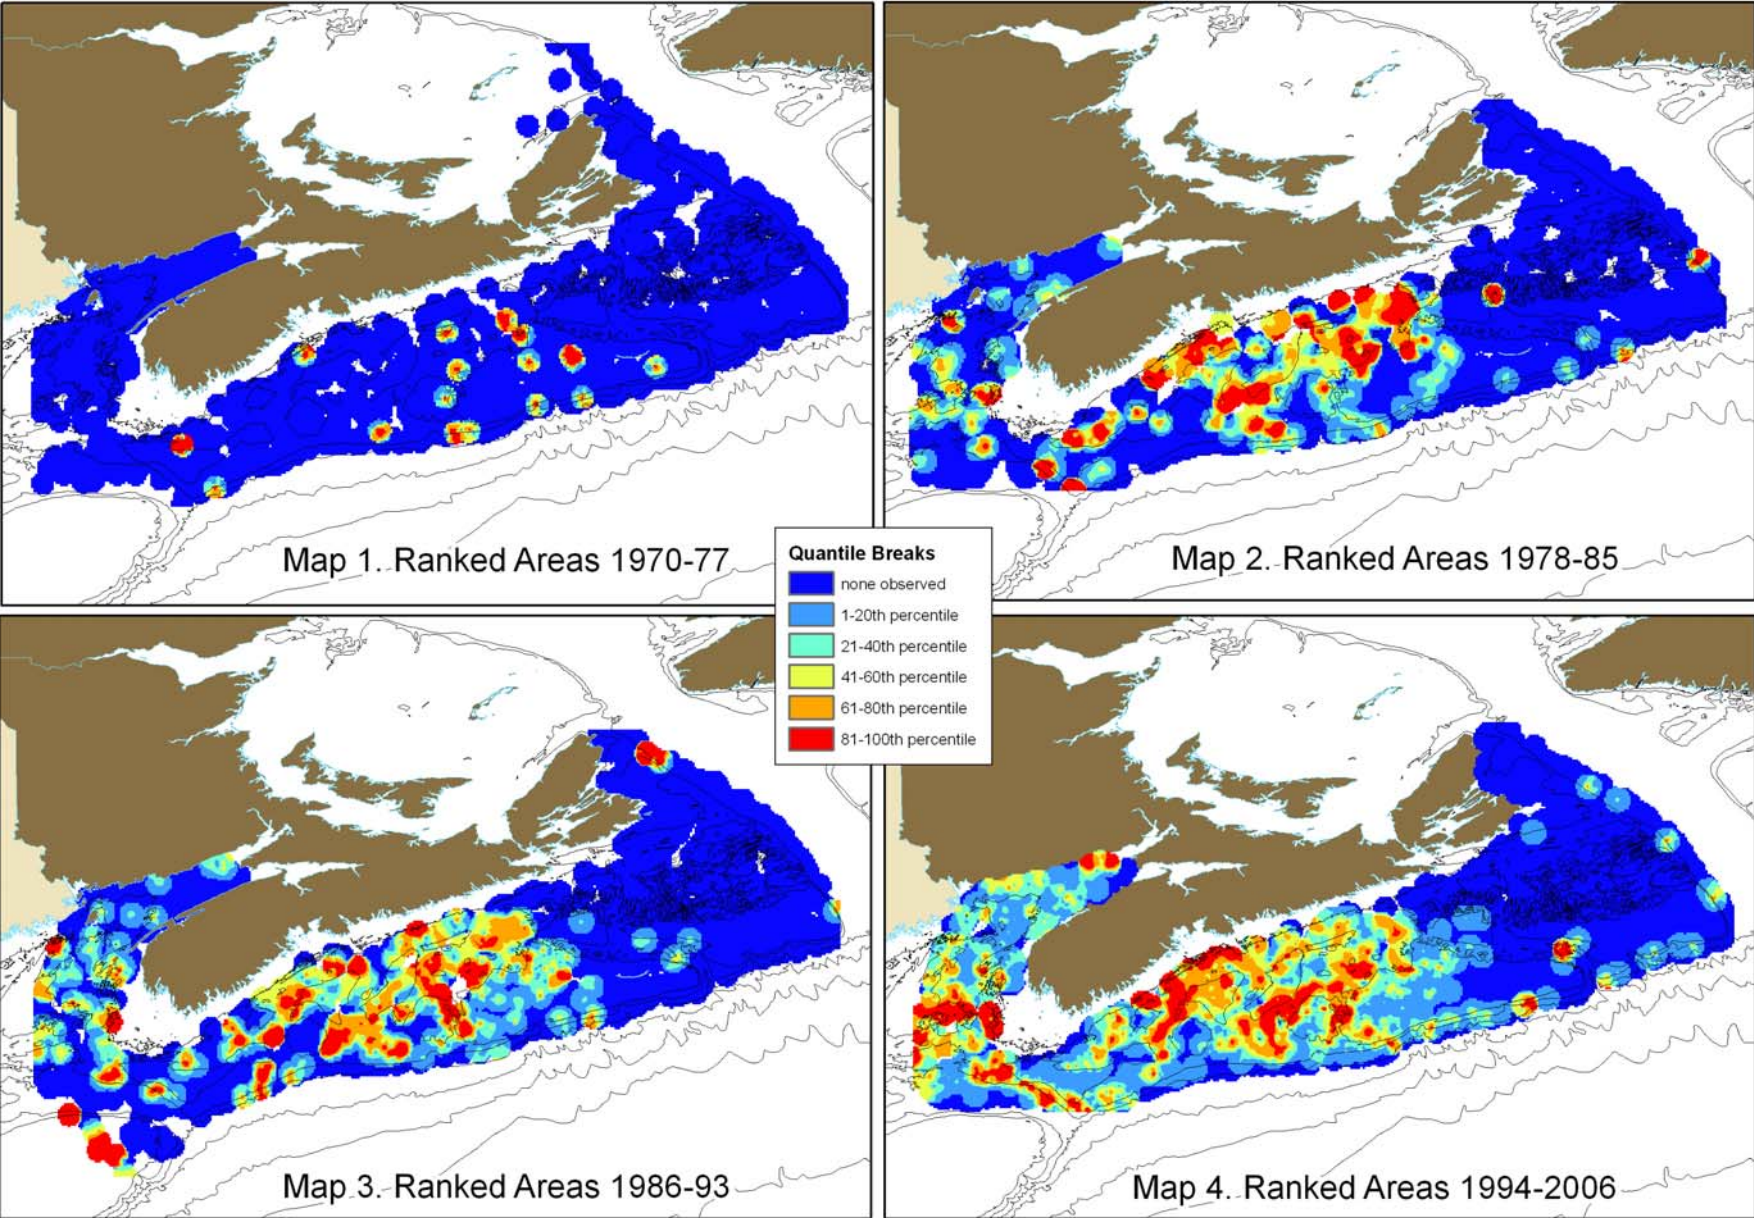 Map 1. Ranked Areas 1970-77
Map 2. Ranked Areas 1978-85
Quantile Breaks
none observed
1-20th percentile
21-40th percentile
41-60th percentile
61-80th percentile
81-100th percentile
Map 3. Ranked Areas 1986-93
Map 4. Ranked Areas 1994-2006